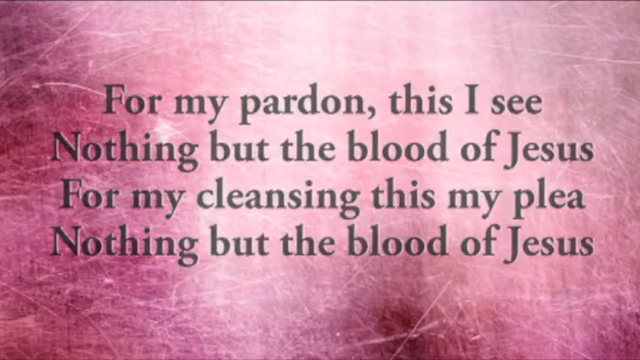 For my pardon, this I see
Nothing but the blood of Jesus
For my cleansing this my plea
Nothing but the blood of Jesus